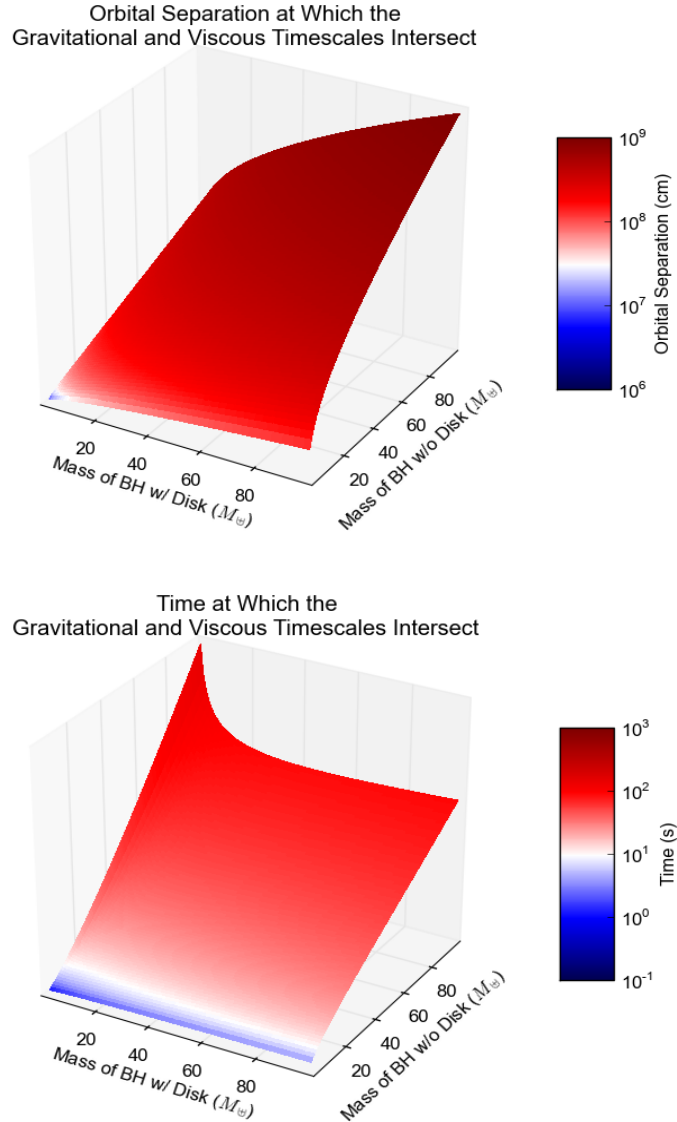 Orbital Separation at Which the
Gravitational and Viscous Timescales Intersect
10⁹
10⁸
10⁷
10⁶
Orbital Separation (cm)
20
40
60
80
Mass of BH w/ Disk (M⊎)
20
40
60
80
Mass of BH w/o Disk (M⊎)
Time at Which the
Gravitational and Viscous Timescales Intersect
10³
10²
10¹
10⁰
10⁻¹
Time (s)
20
40
60
80
Mass of BH w/ Disk (M⊎)
20
40
60
80
Mass of BH w/o Disk (M⊎)